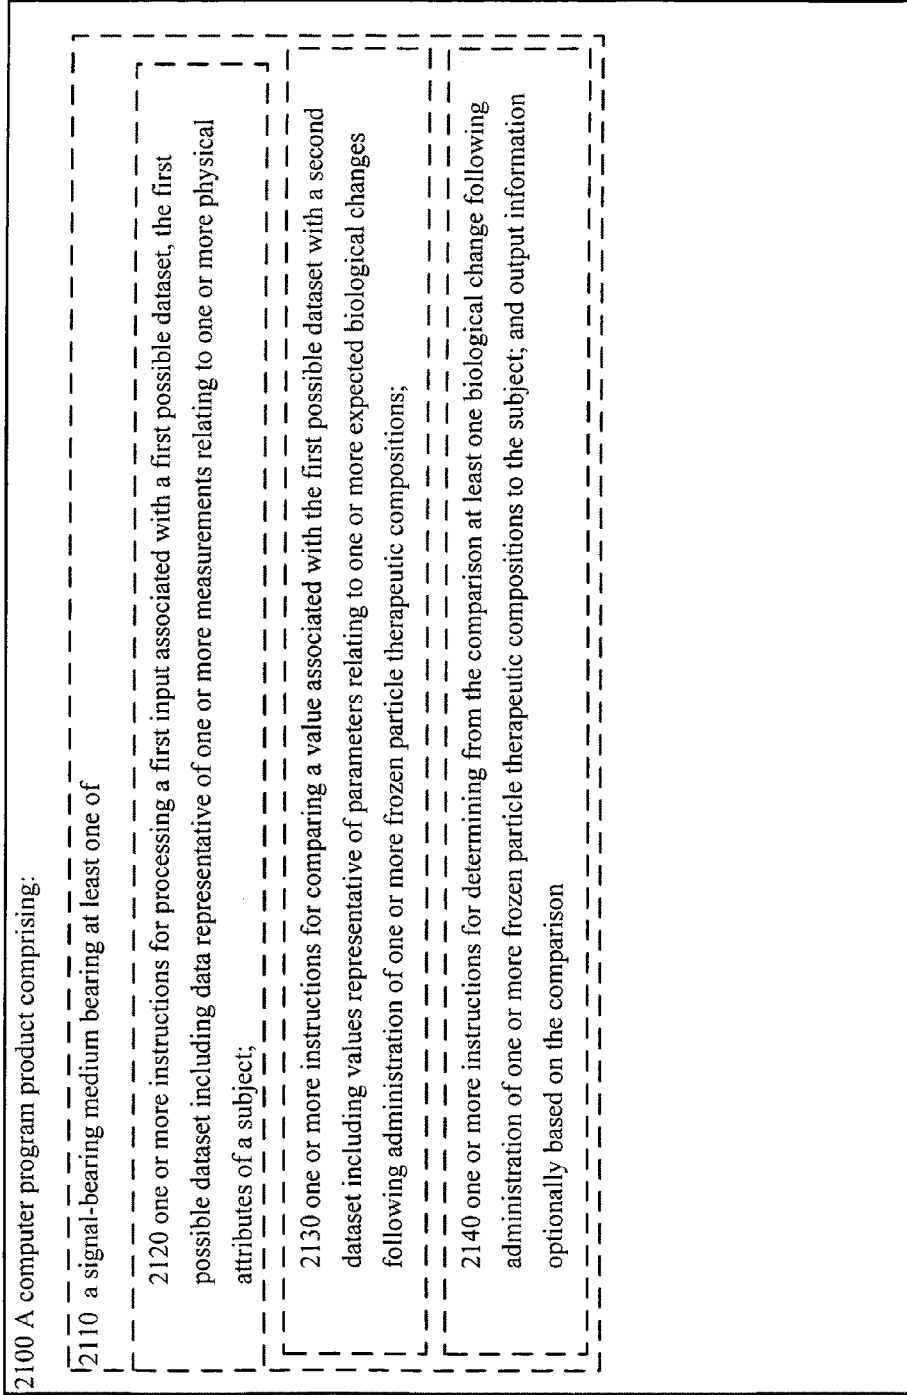 2100 A computer program product comprising:
2110 a signal-bearing medium bearing at least one of
2120 one or more instructions for processing a first input associated with a first possible dataset, the first
possible dataset including data representative of one or more measurements relating to one or more physical
attributes of a subject;
2130 one or more instructions for comparing a value associated with the first possible dataset with a second
dataset including values representative of parameters relating to one or more expected biological changes
following administration of one or more frozen particle therapeutic compositions;
2140 one or more instructions for determining from the comparison at least one biological change following
administration of one or more frozen particle therapeutic compositions to the subject; and output information
optionally based on the comparison